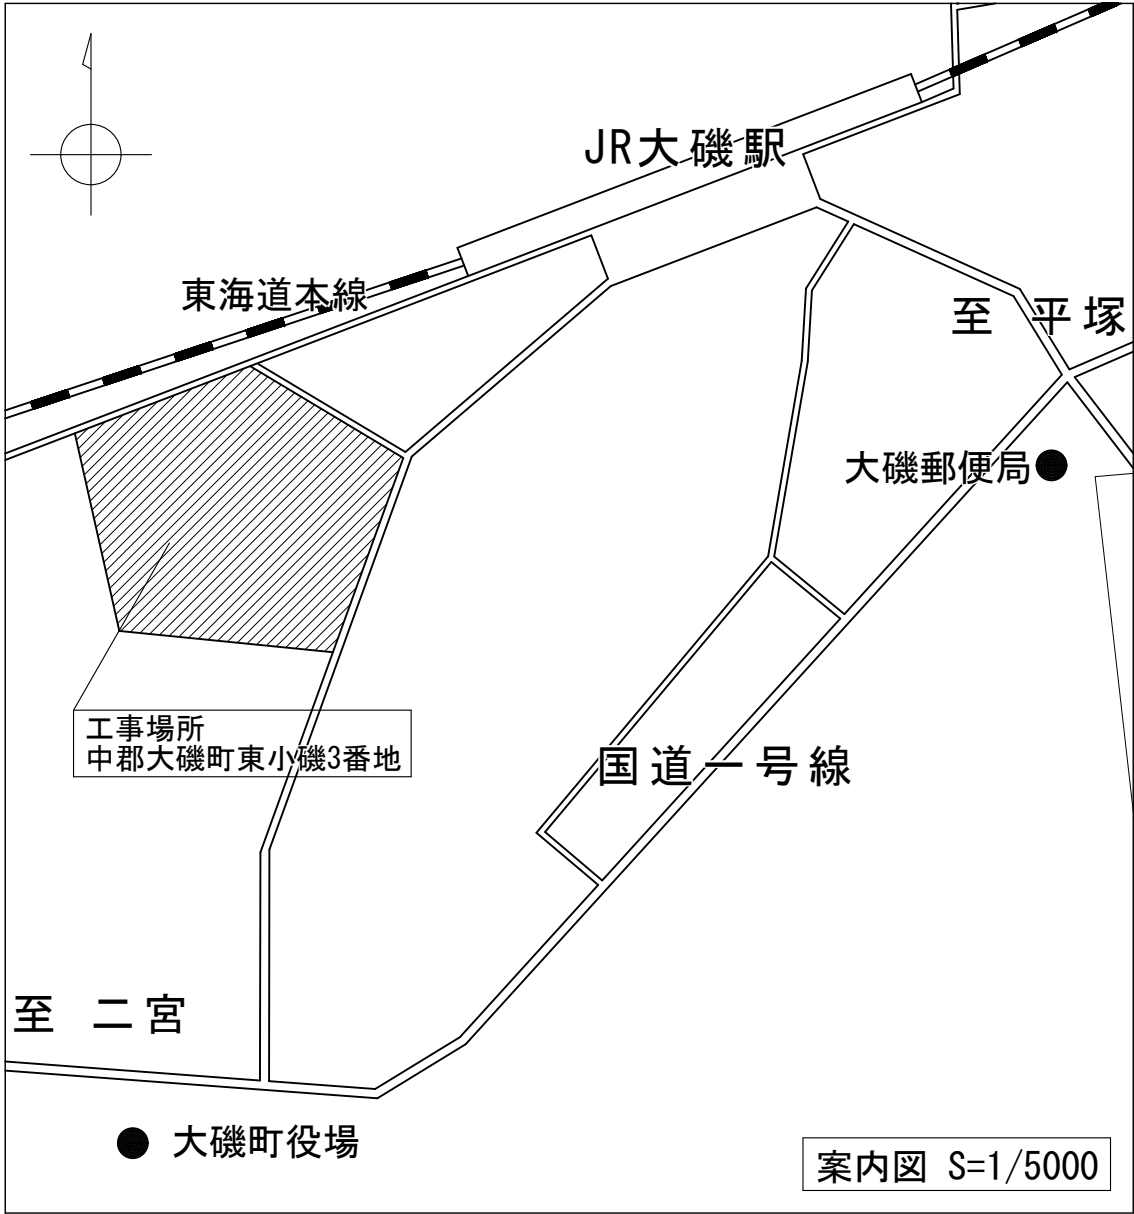 JR大磯駅
東海道本線
至 平塚
大磯郵便局
工事場所
中郡大磯町東小磯3番地
国道一号線
至 二宮
大磯町役場
案内図 S=1/5000